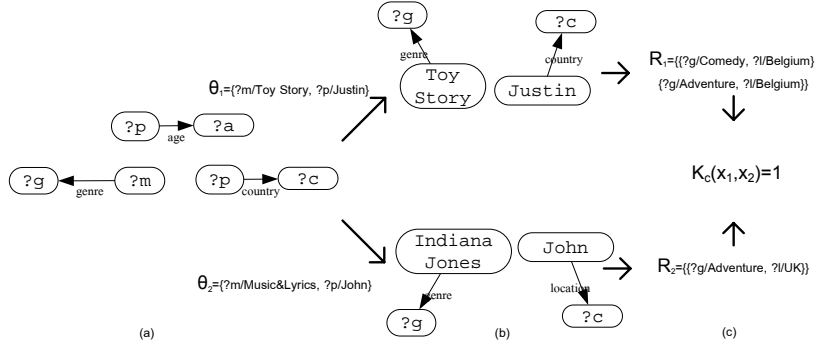 ?g
genre
Toy
Story
?c
country
Justin
θ1={?m/Toy Story, ?p/Justin}
R1={{?g/Comedy, ?l/Belgium}
{?g/Adventure, ?l/Belgium}}
?p
age
?a
?g
genre
?m
?p
country
?c
Kc(x1,x2)=1
θ2={?m/Music&Lyrics, ?p/John}
Indiana
Jones
genre
?g
John
location
?c
R2={{?g/Adventure, ?l/UK}}
(a)
(b)
(c)